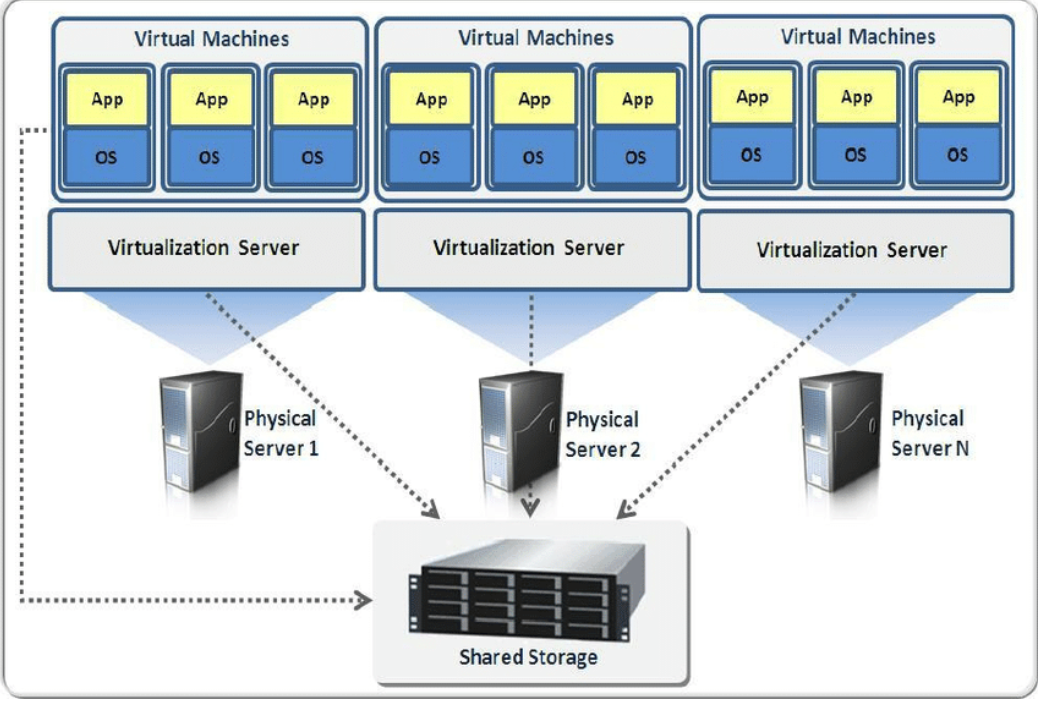 Virtual Machines
Virtual Machines
Virtual Machines
App
App
App
App
App
App
App
App
App
OS
OS
OS
OS
OS
OS
OS
OS
OS
Virtualization Server
Virtualization Server
Virtualization Server
Physical
Server 1
Physical
Server 2
Physical
Server N
Shared Storage